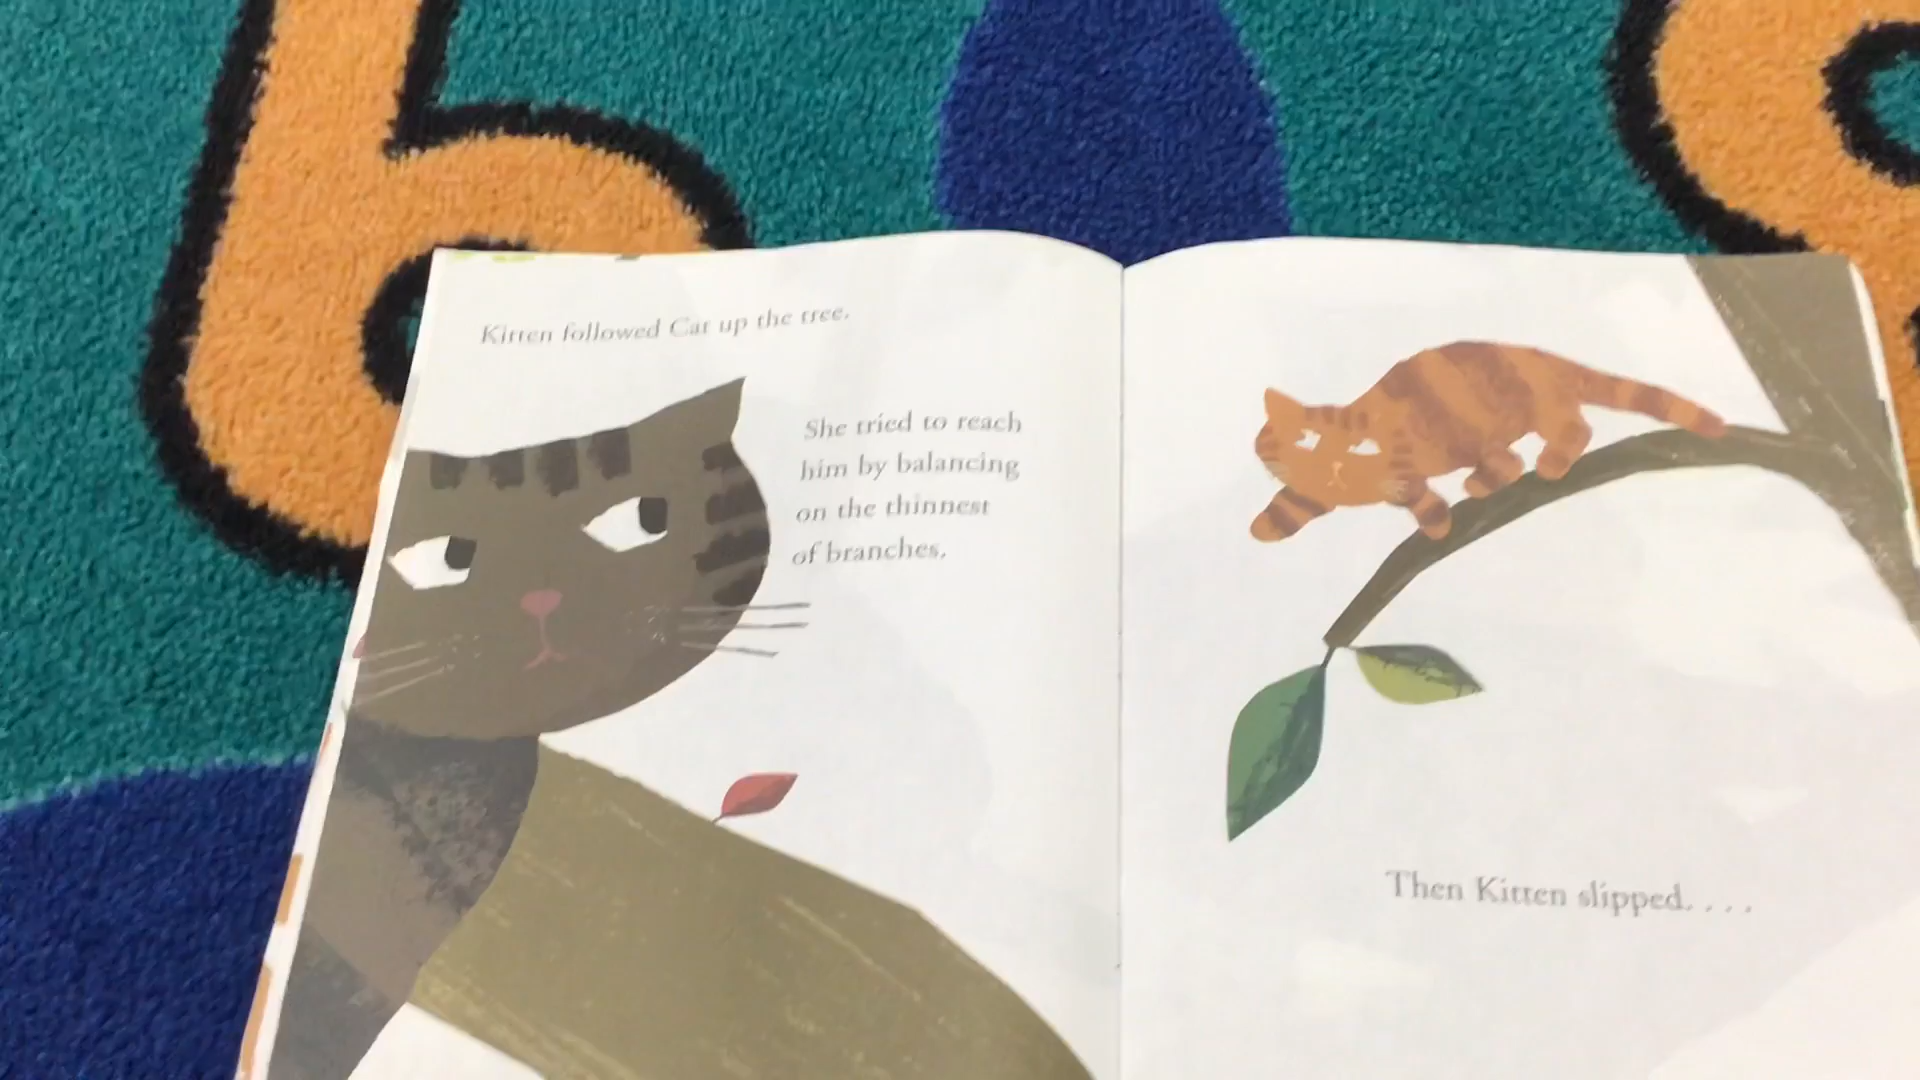 Kitten followed Cat up the tree.
She tried to reach
him by balancing
on the thinnest
of branches.
Then Kitten slipped. . . .